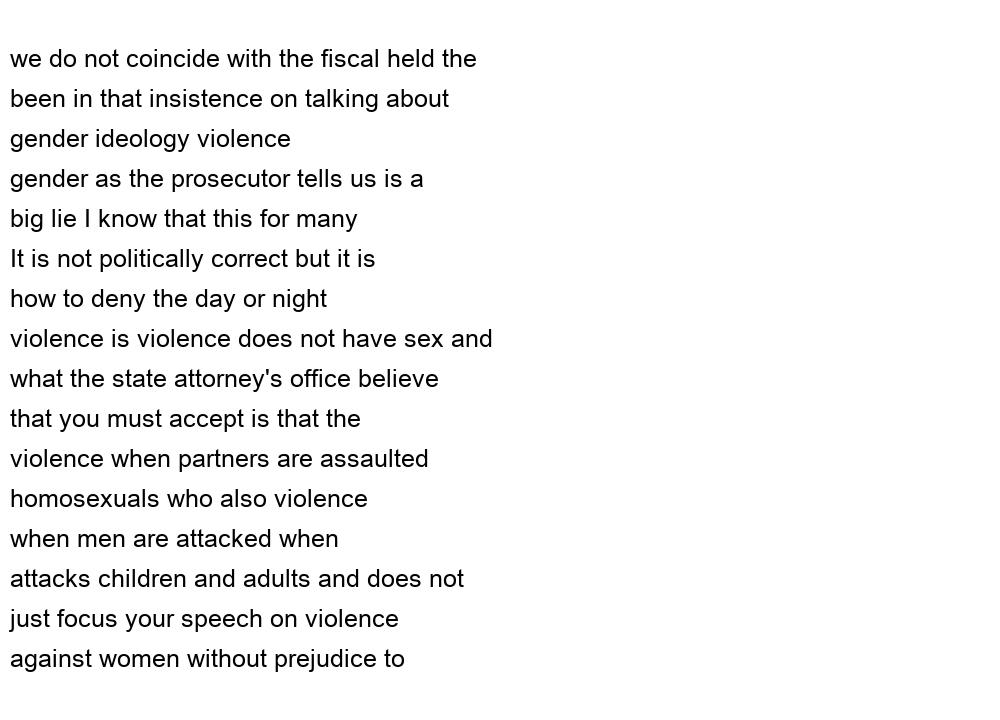 we do not coincide with the fiscal held the
been in that insistence on talking about
gender ideology violence
gender as the prosecutor tells us is a
big lie I know that this for many
It is not politically correct but it is
how to deny the day or night
violence is violence does not have sex and
what the state attorney's office believe
that you must accept is that the
violence when partners are assaulted
homosexuals who also violence
when men are attacked when
attacks children and adults and does not
just focus your speech on violence
against women without prejudice to